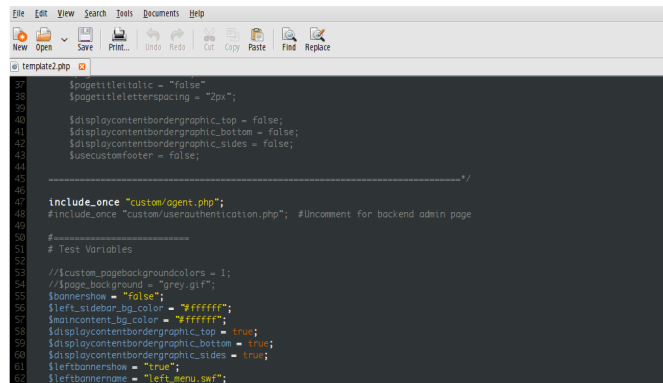 File Edit View Search Tools Documents Help
New Open Save Print... Undo Redo Cut Copy Paste Find Replace
template2.php
37 $pagetitleitalic = "false"
38 $pagetitleletterspacing = "2px";
39
40 $displaycontentbordergraphic_top = false;
41 $displaycontentbordergraphic_bottom = false;
42 $displaycontentbordergraphic_sides = false;
43 $usecustomfooter = false;
44
45 ===============================================================================*/
46
47 include_once "custom/agent.php";
48 #include_once "custom/userauthentication.php"; #Uncomment for backend admin page
49
50 #==========================
51 # Test Variables
52
53 //$custom_pagebackgroundcolors = 1;
54 //$page_background = "grey.gif";
55 $bannershow = "false";
56 $left_sidebar_bg_color = "#ffffff";
57 $maincontent_bg_color = "#ffffff";
58 $displaycontentbordergraphic_top = true;
59 $displaycontentbordergraphic_bottom = true;
60 $displaycontentbordergraphic_sides = true;
61 $leftbannershow = "true";
62 $leftbannername = "left_menu.swf";